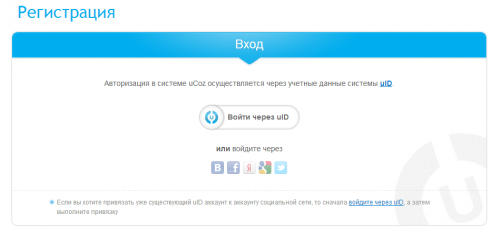 Регистрация
Вход
Авторизация в системе uCoz осуществляется через учетные данные системы uID.
Войти через uID
или войдите через
B f Я g
Если вы хотите привязать уже существующий uID аккаунт к аккаунту социальной сети, то сначала войдите через uID, а затем
выполните привязку